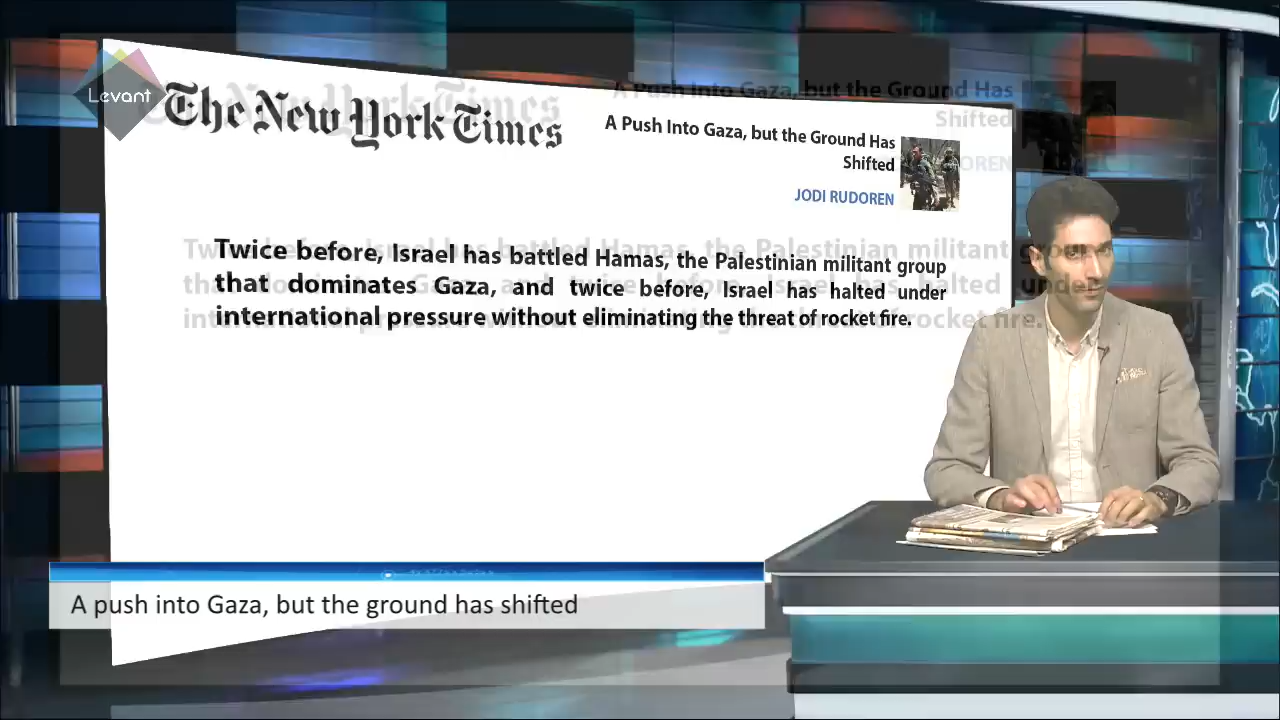 Levant
The New York Times
A Push Into Gaza, but the Ground Has
Shifted
JODI RUDOREN
Twice before, Israel has battled Hamas, the Palestinian militant group
that dominates Gaza, and twice before, Israel has halted under
international pressure without eliminating the threat of rocket fire.
A push into Gaza, but the ground has shifted